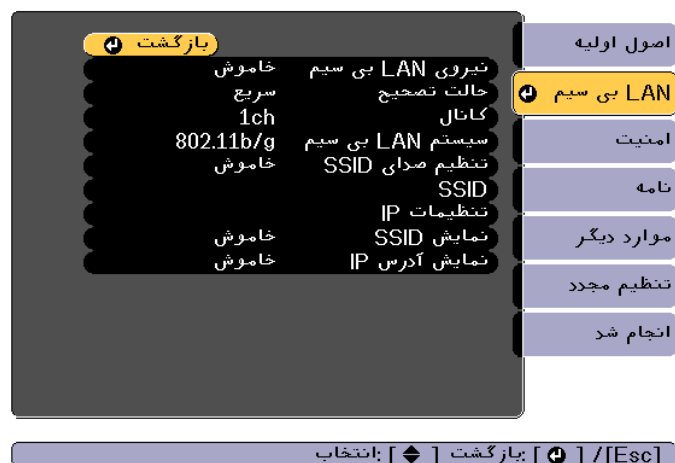 بازگشت
نیروی LAN بی سیم خاموش
حالت تصحیح سریع
کانال 1ch
سیستم LAN بی سیم 802.11b/g
تنظیم صدای SSID خاموش
SSID
تنظیمات IP
نمایش SSID خاموش
نمایش آدرس IP خاموش
اصول اولیه
LAN بی سیم
امنیت
نامه
موارد دیگر
تنظیم مجدد
انجام شد
[Esc] / [ ] :بازگشت [ ] :انتخاب